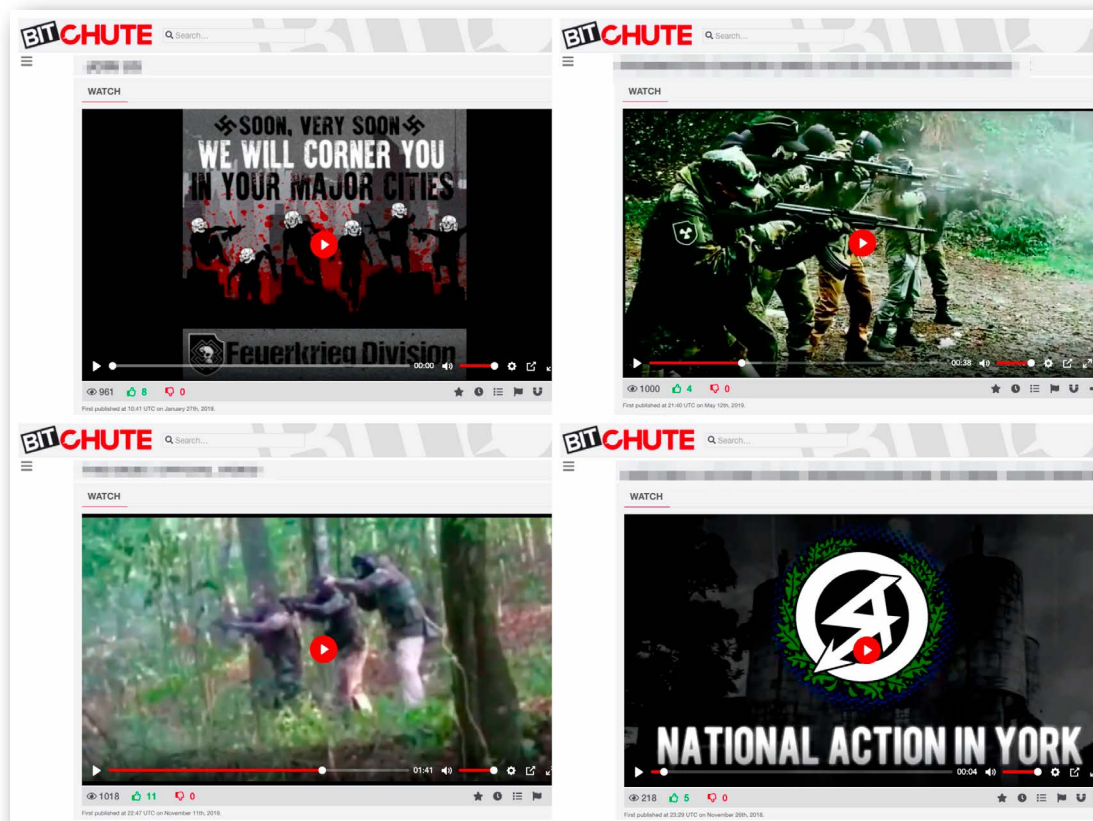 BITCHUTE
Search...
WATCH
SOON, VERY SOON
WE WILL CORNER YOU
IN YOUR MAJOR CITIES
Feuerkrieg Division
00:00
961 8 0
First published at 10:41 UTC on January 27th, 2019.
BITCHUTE
Search...
WATCH
00:38
1000 4 0
First published at 21:40 UTC on May 12th, 2019.
BITCHUTE
Search...
WATCH
01:41
1018 11 0
First published at 22:47 UTC on November 11th, 2018.
BITCHUTE
Search...
WATCH
NATIONAL ACTION IN YORK
00:04
218 5 0
First published at 23:29 UTC on November 26th, 2018.